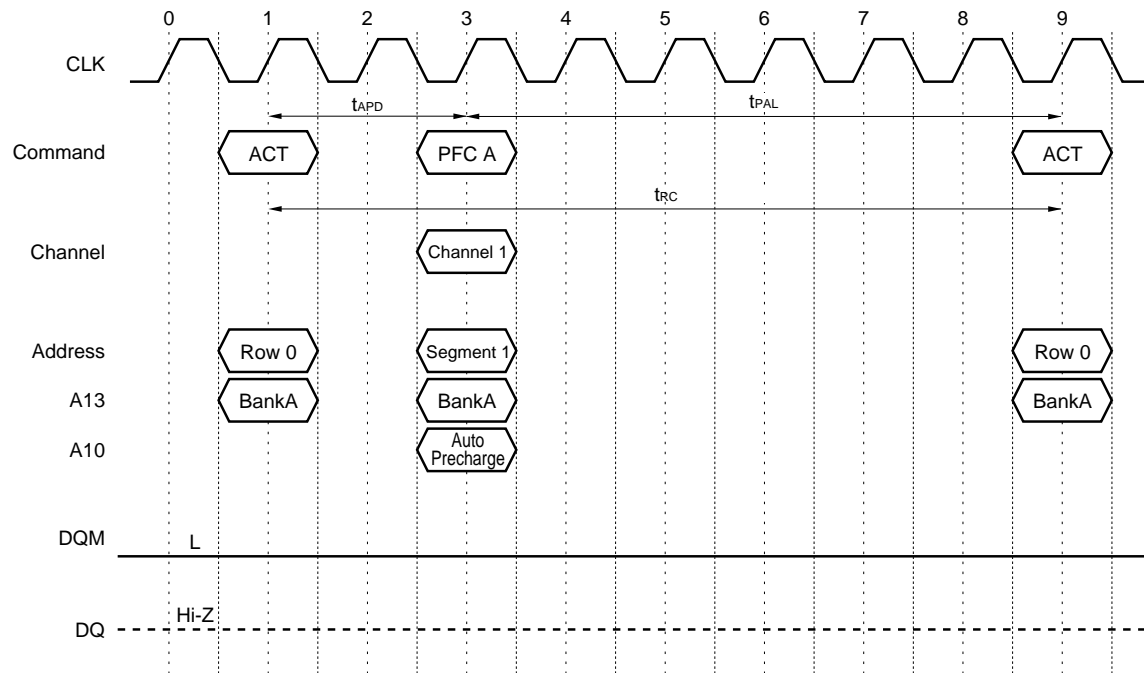 0 1 2 3 4 5 6 7 8 9
CLK
tAPD tPAL
Command ACT PFC A ACT
tRC
Channel Channel 1
Address Row 0 Segment 1 Row 0
A13 BankA BankA BankA
A10 Auto
Precharge
DQM L
Hi-Z
DQ